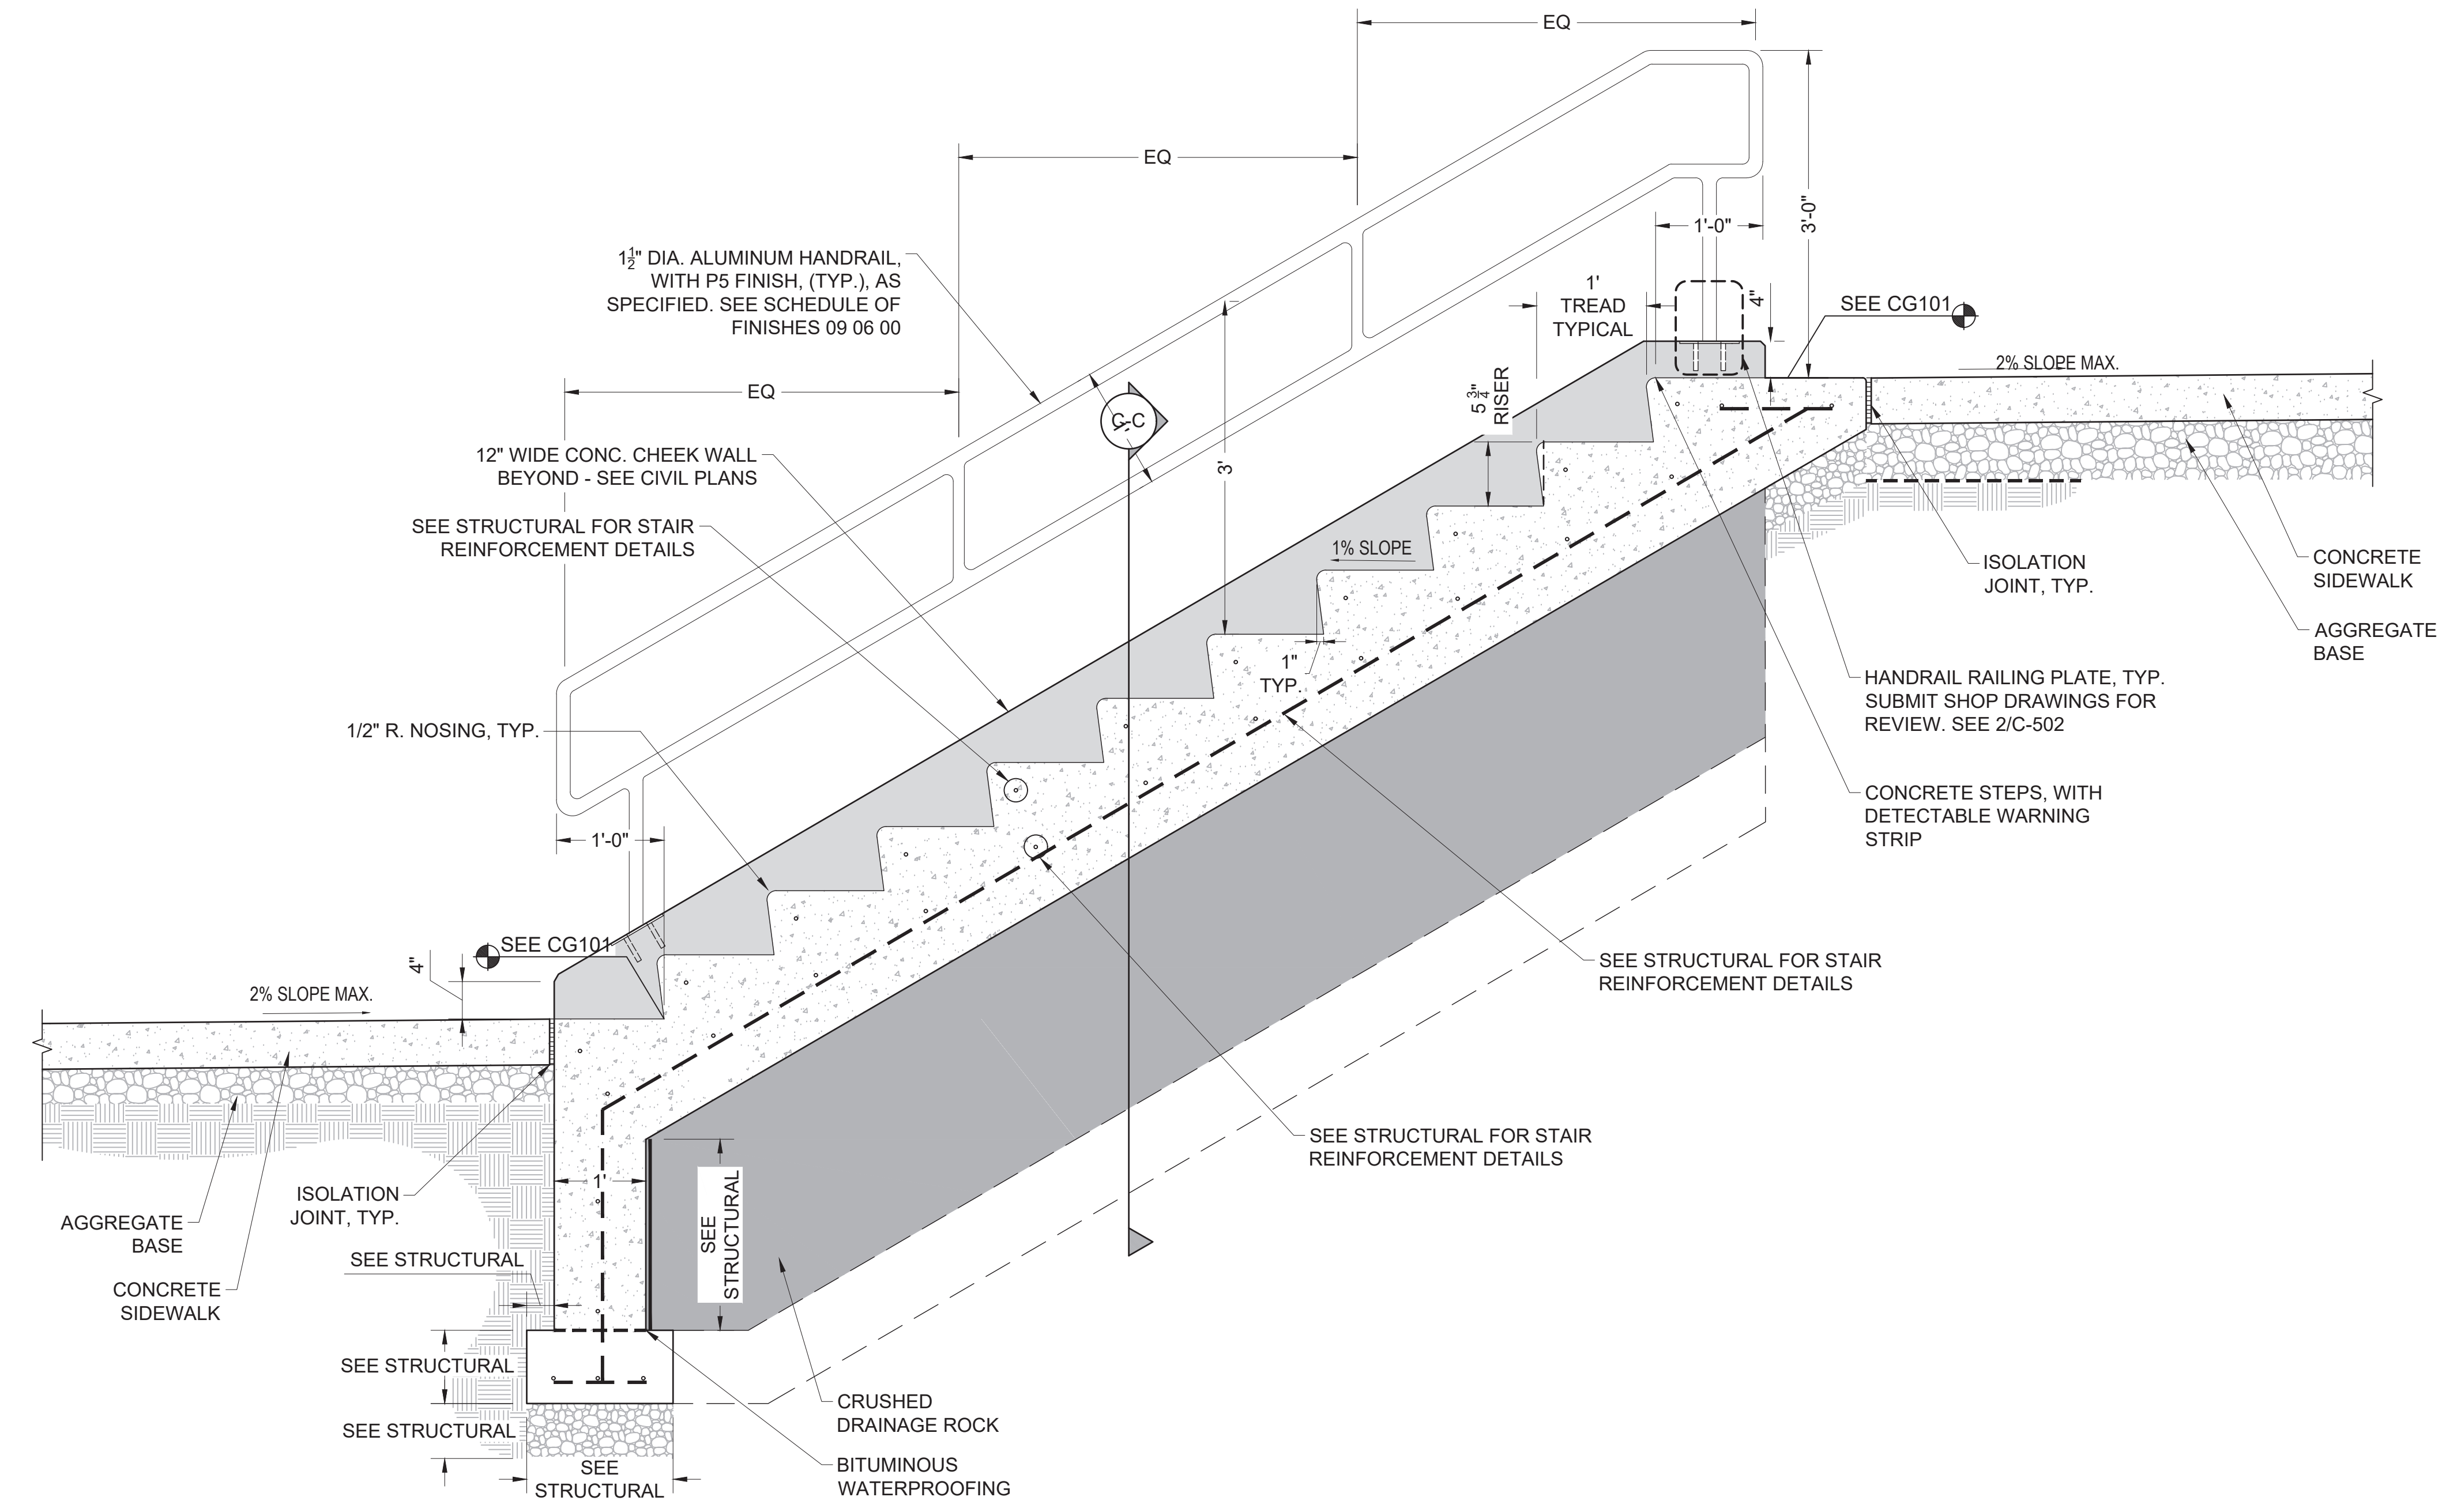 EQ
EQ
1 1/2" DIA. ALUMINUM HANDRAIL,
WITH P5 FINISH, (TYP.), AS
SPECIFIED. SEE SCHEDULE OF
FINISHES 09 06 00
1'-0"
3'-0"
1'
TREAD
TYPICAL
4"
SEE CG101
2% SLOPE MAX.
EQ
5 3/4"
RISER
C-C
12" WIDE CONC. CHEEK WALL
BEYOND - SEE CIVIL PLANS
3'
SEE STRUCTURAL FOR STAIR
REINFORCEMENT DETAILS
1% SLOPE
ISOLATION
JOINT, TYP.
CONCRETE
SIDEWALK
AGGREGATE
BASE
1"
TYP.
HANDRAIL RAILING PLATE, TYP.
SUBMIT SHOP DRAWINGS FOR
REVIEW. SEE 2/C-502
1/2" R. NOSING, TYP.
CONCRETE STEPS, WITH
DETECTABLE WARNING
STRIP
1'-0"
SEE CG101
4"
2% SLOPE MAX.
SEE STRUCTURAL FOR STAIR
REINFORCEMENT DETAILS
SEE STRUCTURAL FOR STAIR
REINFORCEMENT DETAILS
1'
ISOLATION
JOINT, TYP.
AGGREGATE
BASE
SEE
STRUCTURAL
SEE STRUCTURAL
CONCRETE
SIDEWALK
SEE STRUCTURAL
CRUSHED
DRAINAGE ROCK
SEE STRUCTURAL
BITUMINOUS
WATERPROOFING
SEE
STRUCTURAL